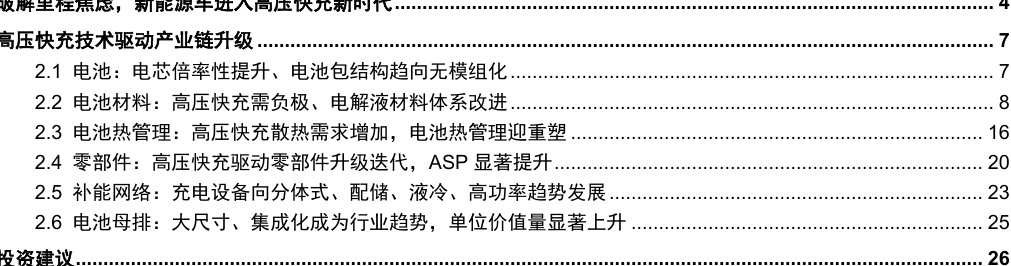 破解里程焦虑，新能源车进入高压快充新时代........................................................................ 4
高压快充技术驱动产业链升级........................................................................ 7
2.1 电池：电芯倍率性提升、电池包结构趋向无模组化........................................................................ 7
2.2 电池材料：高压快充需负极、电解液材料体系改进........................................................................ 8
2.3 电池热管理：高压快充散热需求增加，电池热管理迎重塑........................................................................ 16
2.4 零部件：高压快充驱动零部件升级迭代，ASP 显著提升........................................................................ 20
2.5 补能网络：充电设备向分体式、配储、液冷、高功率趋势发展........................................................................ 23
2.6 电池母排：大尺寸、集成化成为行业趋势，单位价值量显著上升........................................................................ 25
投资建议........................................................................ 26